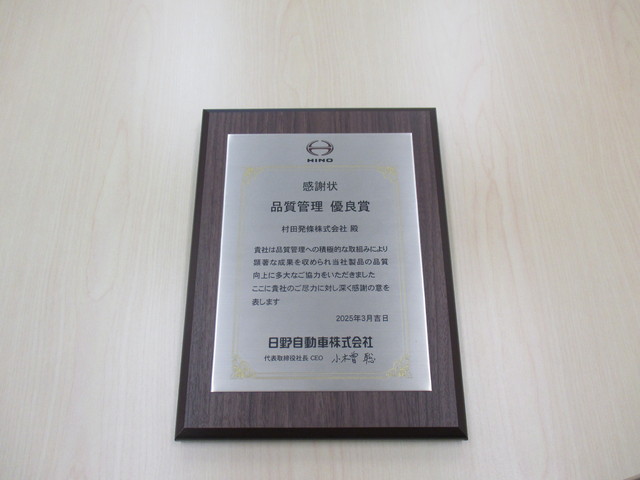 HINO
感謝状
品質管理 優良賞
村田発條株式会社 殿
貴社は品質管理への積極的な取組みにより
顕著な成果を収められ当社製品の品質
向上に多大なご協力をいただきました
ここに貴社のご尽力に対し深く感謝の意を
表します
2025年3月吉日
日野自動車株式会社
代表取締役社長 CEO 小木曽 聡